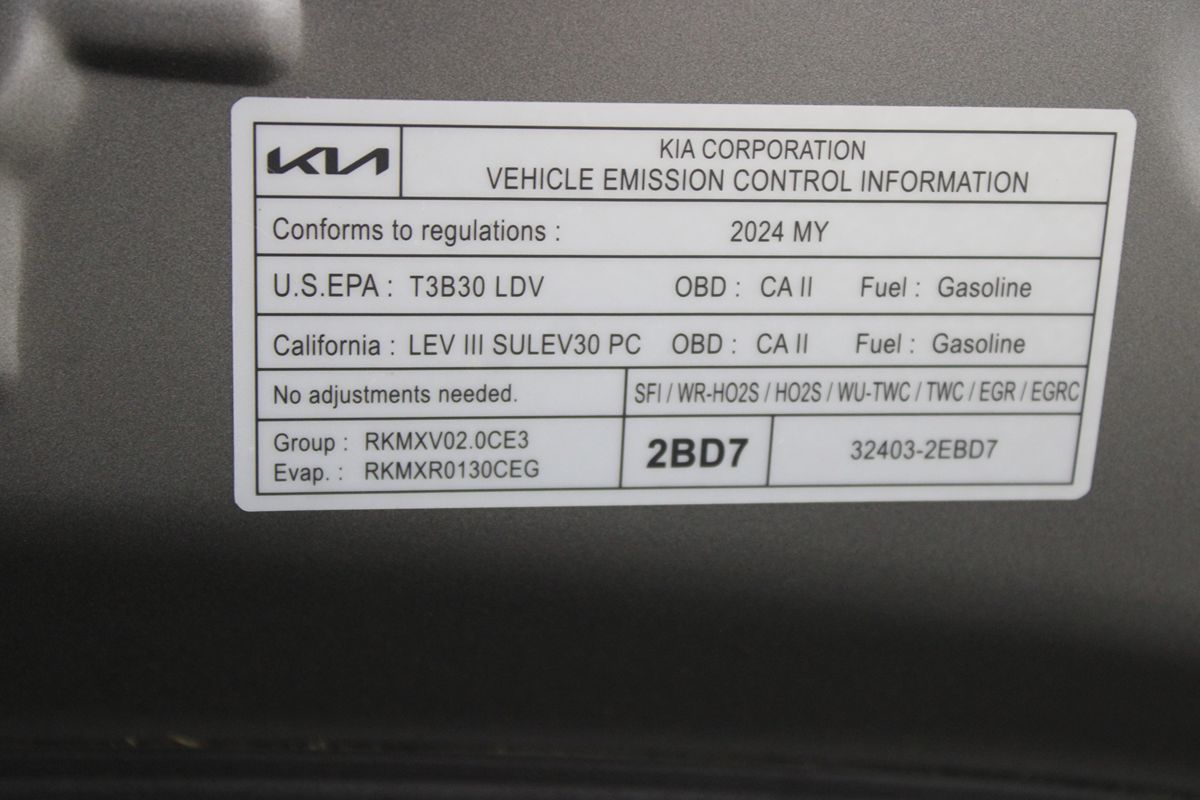 KIA
KIA CORPORATION
VEHICLE EMISSION CONTROL INFORMATION
Conforms to regulations : 2024 MY
U.S.EPA : T3B30 LDV OBD : CA II Fuel : Gasoline
California : LEV III SULEV30 PC OBD : CA II Fuel : Gasoline
No adjustments needed. SFI / WR-HO2S / HO2S / WU-TWC / TWC / EGR / EGRC
Group : RKMXV02.0CE3
Evap. : RKMXR0130CEG
2BD7
32403-2EBD7